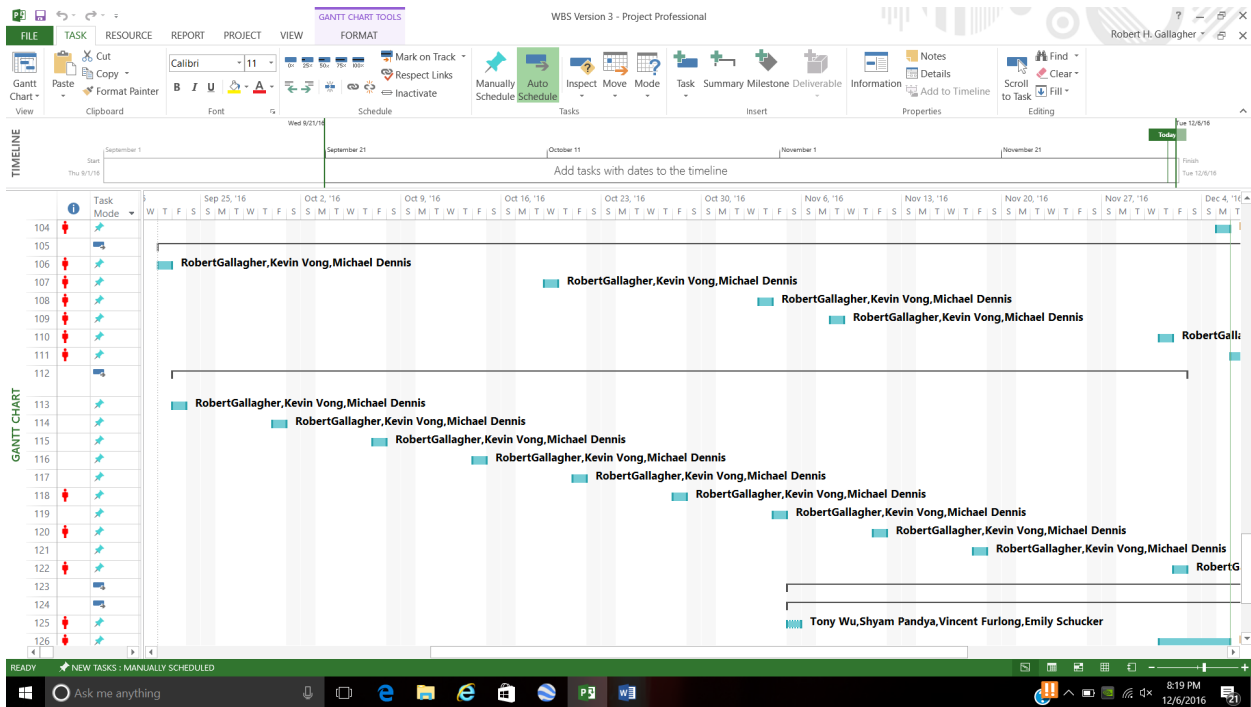 GANTT CHART TOOLS WBS Version 3 - Project Professional
FILE TASK RESOURCE REPORT PROJECT VIEW FORMAT Robert H. Gallagher
Gantt Chart
View
Paste
Cut
Copy
Format Painter
Clipboard
Calibri 11
B I U A
Font
0% 25% 50% 75% 100%
Mark on Track
Respect Links
Inactivate
Schedule
Manually Schedule
Auto Schedule
Inspect Move Mode
Tasks
Task Summary Milestone Deliverable
Insert
Information
Notes
Details
Add to Timeline
Properties
Scroll to Task
Find
Clear
Fill
Editing
TIMELINE
Wed 9/21/16 Tue 12/6/16
Today
September 1 September 21 October 11 November 1 November 21
Start
Thu 9/1/16
Add tasks with dates to the timeline
Finish
Tue 12/6/16
GANTT CHART
Task Mode
Sep 25, '16 Oct 2, '16 Oct 9, '16 Oct 16, '16 Oct 23, '16 Oct 30, '16 Nov 6, '16 Nov 13, '16 Nov 20, '16 Nov 27, '16 Dec 4, '16
W T F S S M T W T F S S M T W T F S S M T W T F S S M T W T F S S M T W T F S S M T W T F S S M T W T F S S M T W T F S S M T W T F S S M T W T F S S M T
104
105
106 RobertGallagher,Kevin Vong,Michael Dennis
107 RobertGallagher,Kevin Vong,Michael Dennis
108 RobertGallagher,Kevin Vong,Michael Dennis
109 RobertGallagher,Kevin Vong,Michael Dennis
110 RobertGalla
111
112
113 RobertGallagher,Kevin Vong,Michael Dennis
114 RobertGallagher,Kevin Vong,Michael Dennis
115 RobertGallagher,Kevin Vong,Michael Dennis
116 RobertGallagher,Kevin Vong,Michael Dennis
117 RobertGallagher,Kevin Vong,Michael Dennis
118 RobertGallagher,Kevin Vong,Michael Dennis
119 RobertGallagher,Kevin Vong,Michael Dennis
120 RobertGallagher,Kevin Vong,Michael Dennis
121 RobertGallagher,Kevin Vong,Michael Dennis
122 RobertG
123
124
125 Tony Wu,Shyam Pandya,Vincent Furlong,Emily Schucker
126
READY NEW TASKS : MANUALLY SCHEDULED
Ask me anything
8:19 PM
12/6/2016
21